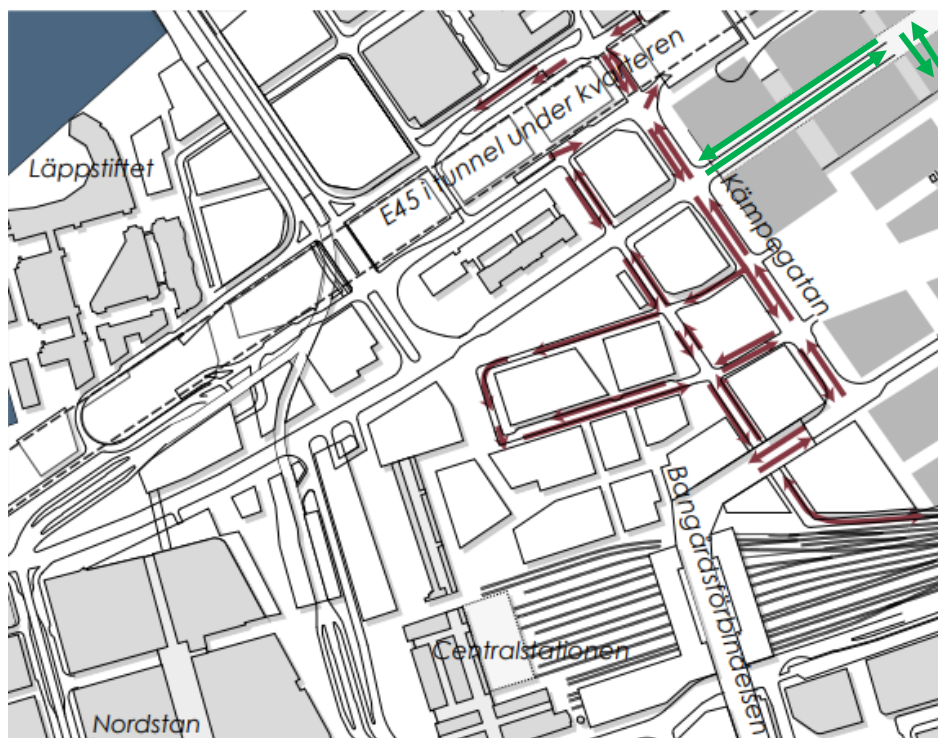 Läppstiftet
E45 i tunnel under kvarteren
Kämpegatan
Bangårdsförbindelsen
Centralstationen
Nordstan